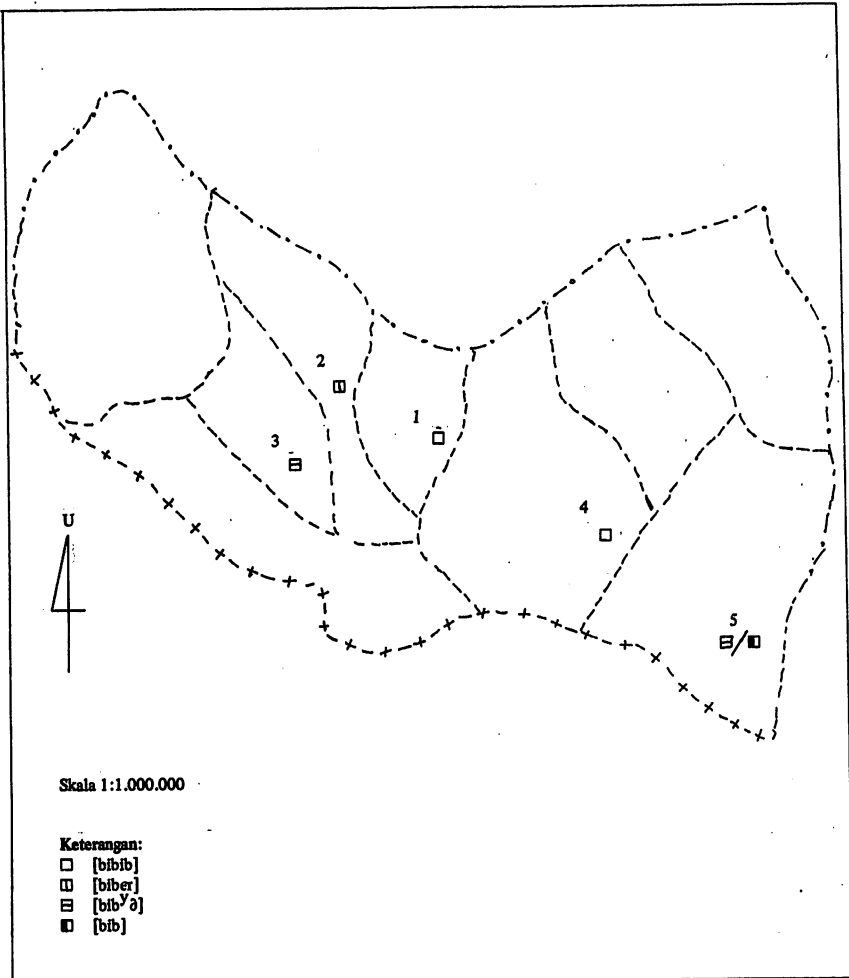 2
1
3
4
U
5
Skala 1:1.000.000
Keterangan:
[bibib]
[biber]
[bibʸə]
[bib]